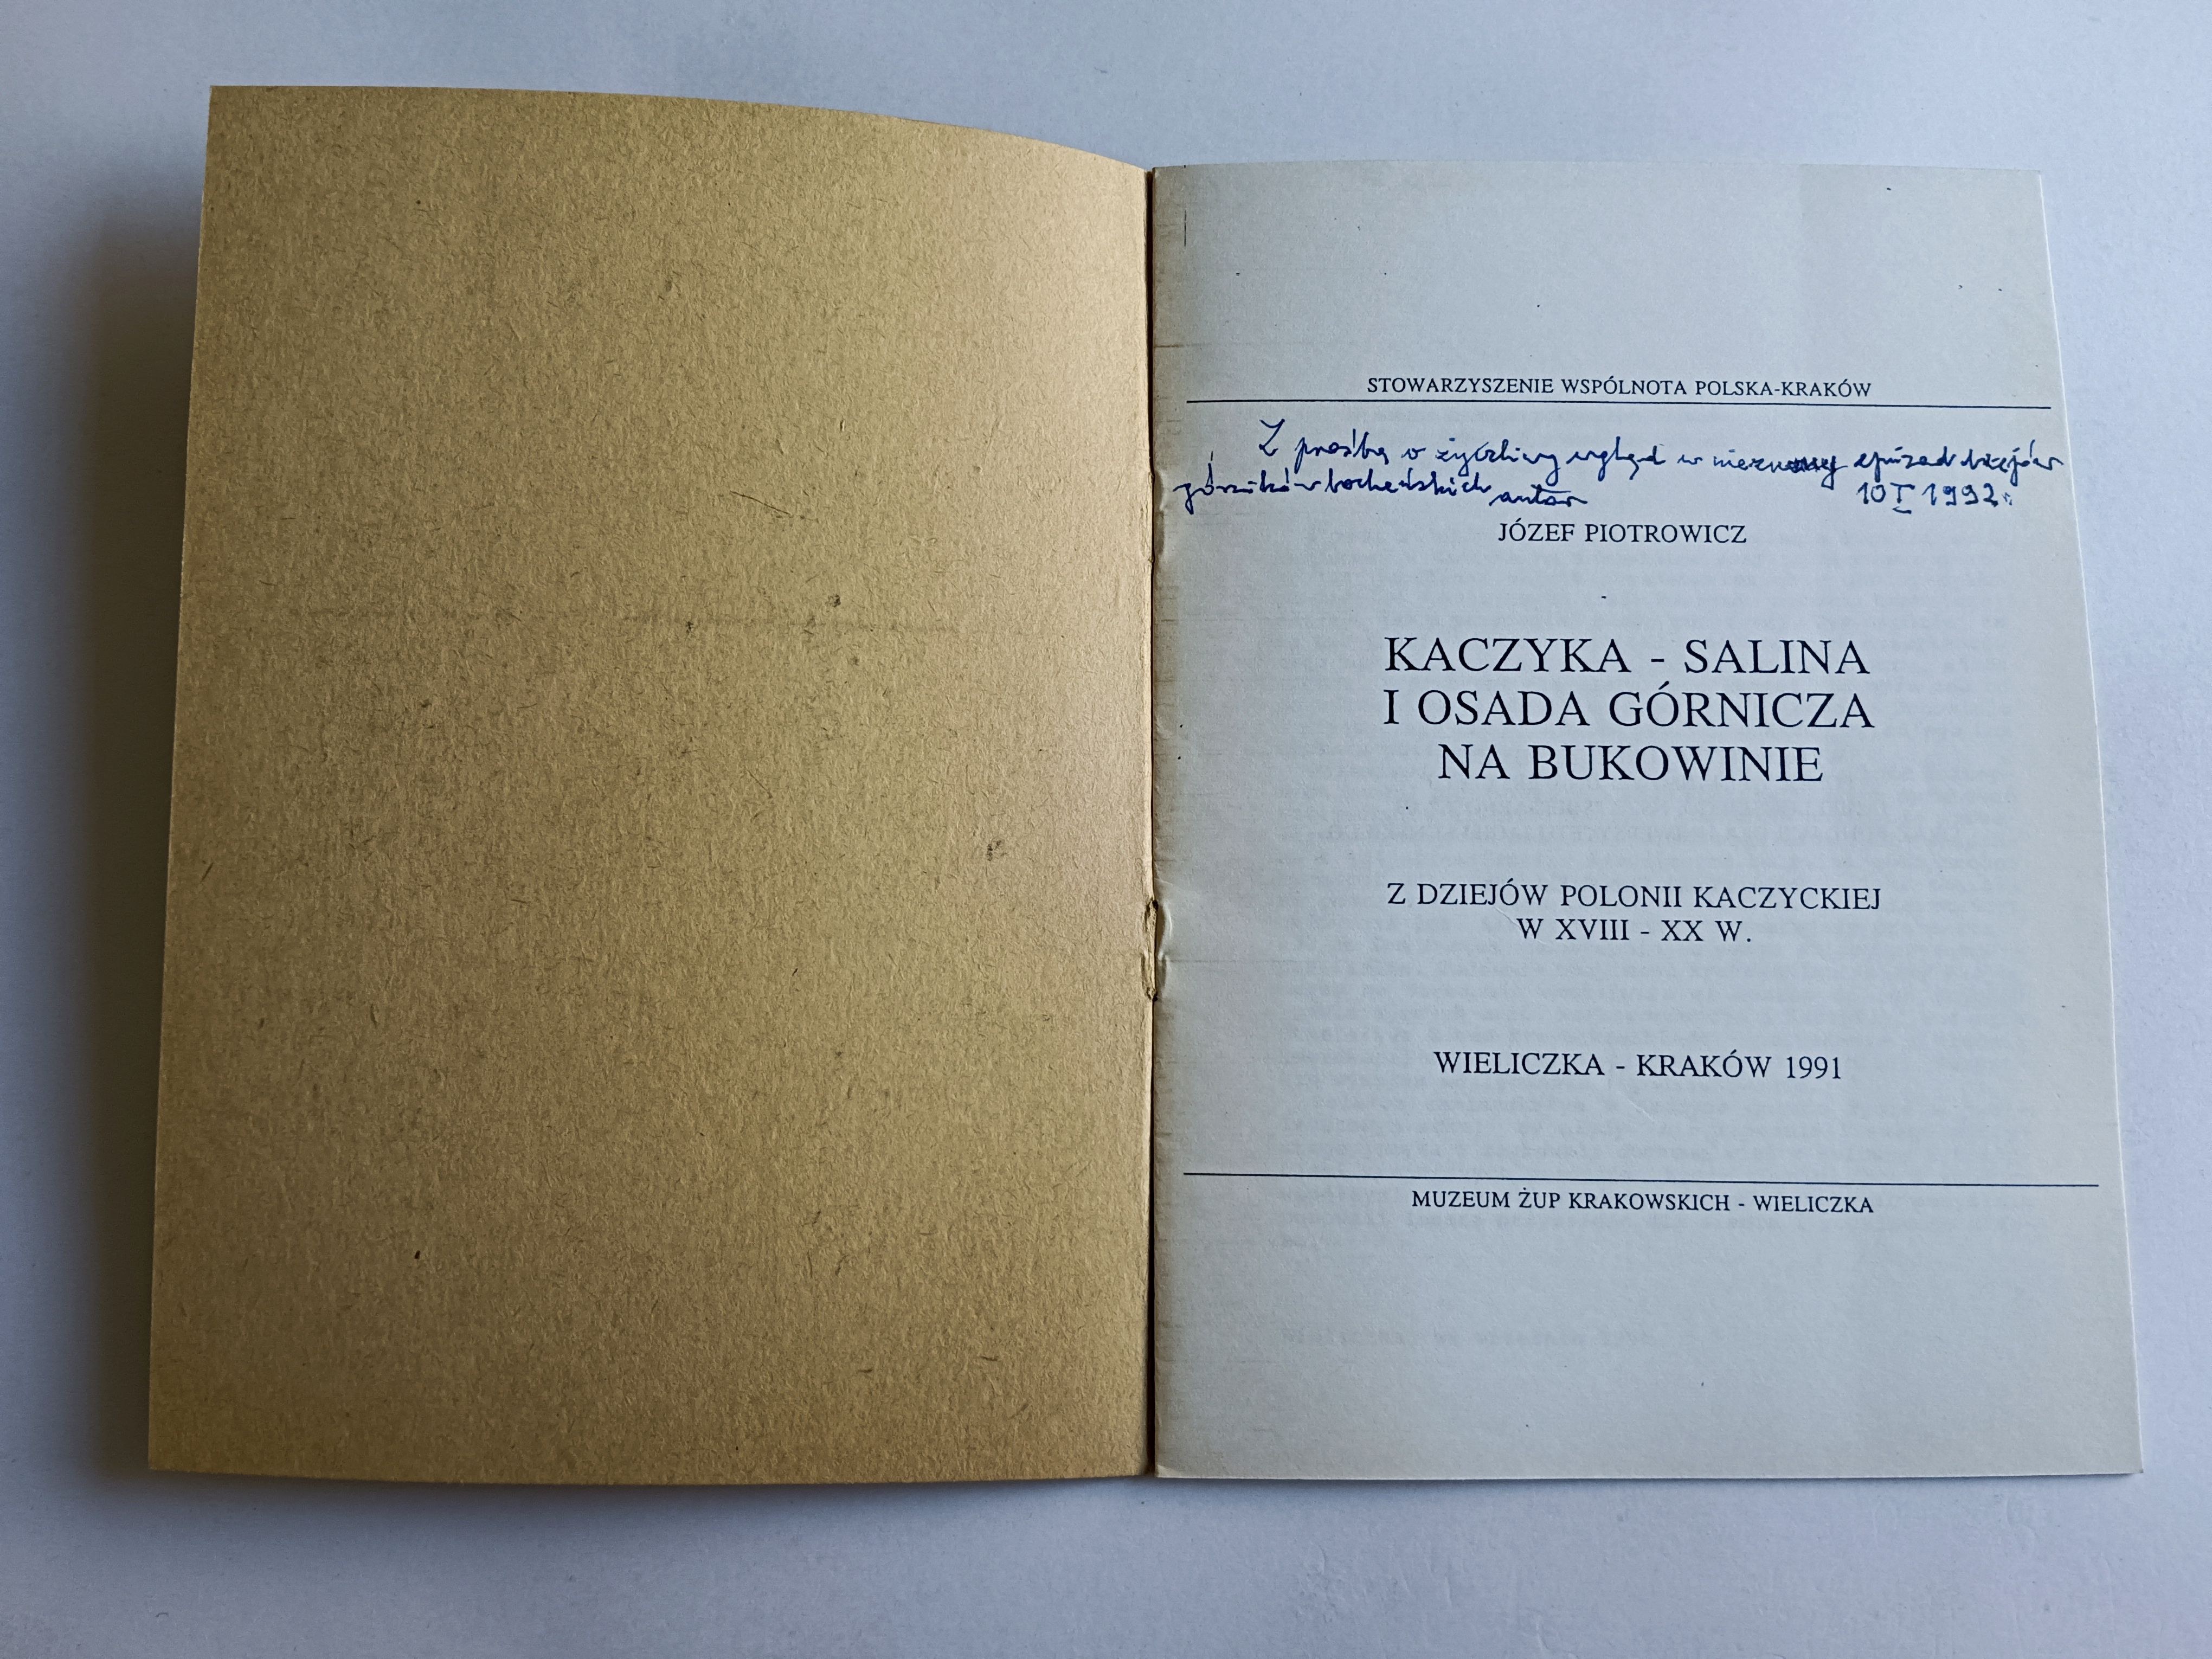 STOWARZYSZENIE WSPÓLNOTA POLSKA-KRAKÓW
Z prośbą o życzliwy wgląd w nieznany epizod dziejów
górników bocheńskich autor 10 I 1992 r.
JÓZEF PIOTROWICZ
KACZYKA - SALINA
I OSADA GÓRNICZA
NA BUKOWINIE
Z DZIEJÓW POLONII KACZYCKIEJ
W XVIII - XX W.
WIELICZKA - KRAKÓW 1991
MUZEUM ŻUP KRAKOWSKICH - WIELICZKA